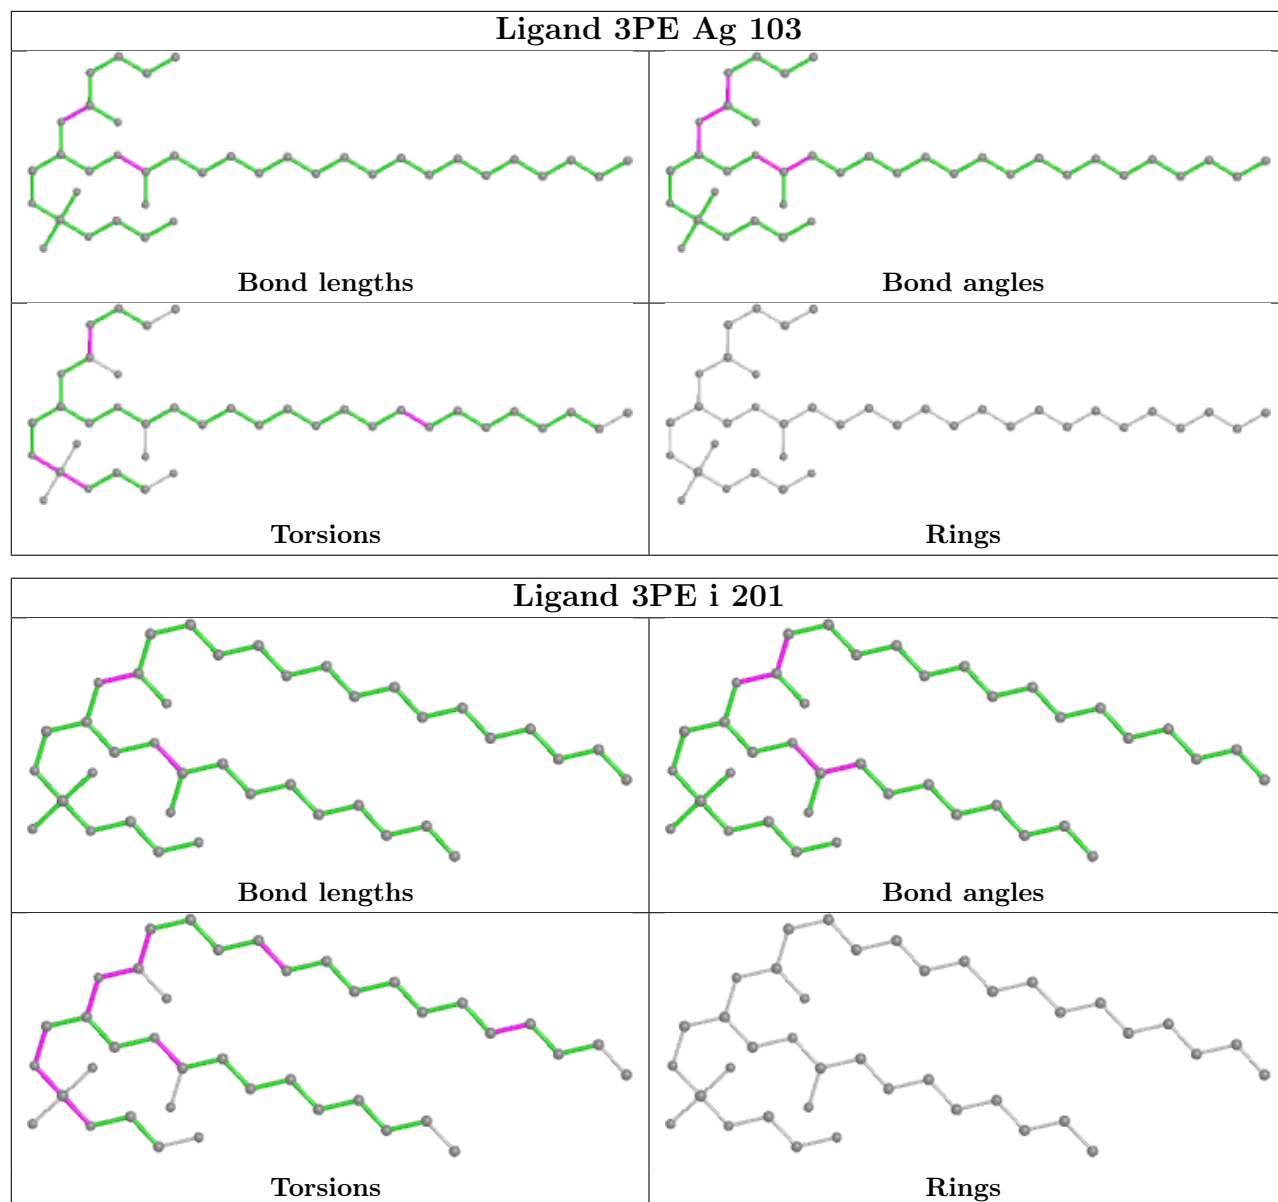 Ligand 3PE Ag 103
Bond lengths
Bond angles
Torsions
Rings
Ligand 3PE i 201
Bond lengths
Bond angles
Torsions
Rings